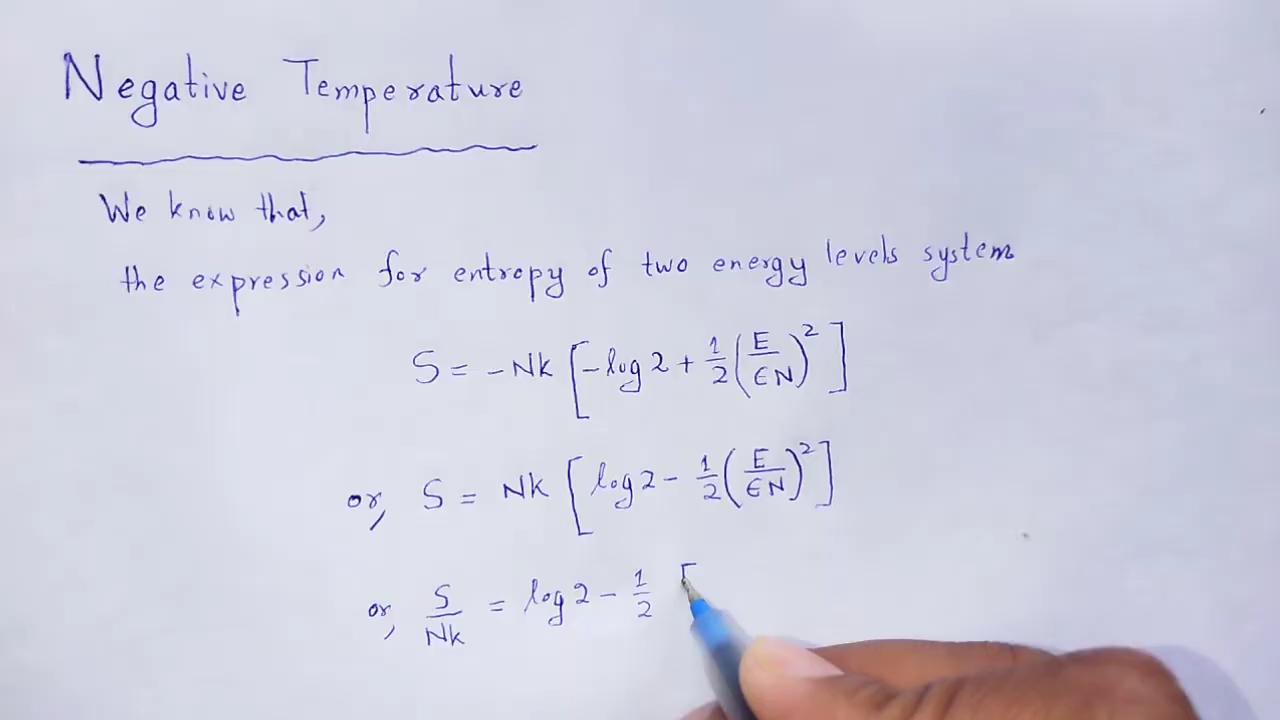 Negative Temperature
We know that,
the expression for entropy of two energy levels system
S = -Nk [-log 2 + 1/2 (E/ϵN)²]
or, S = Nk [log 2 - 1/2 (E/ϵN)²]
or, S/Nk = log 2 - 1/2